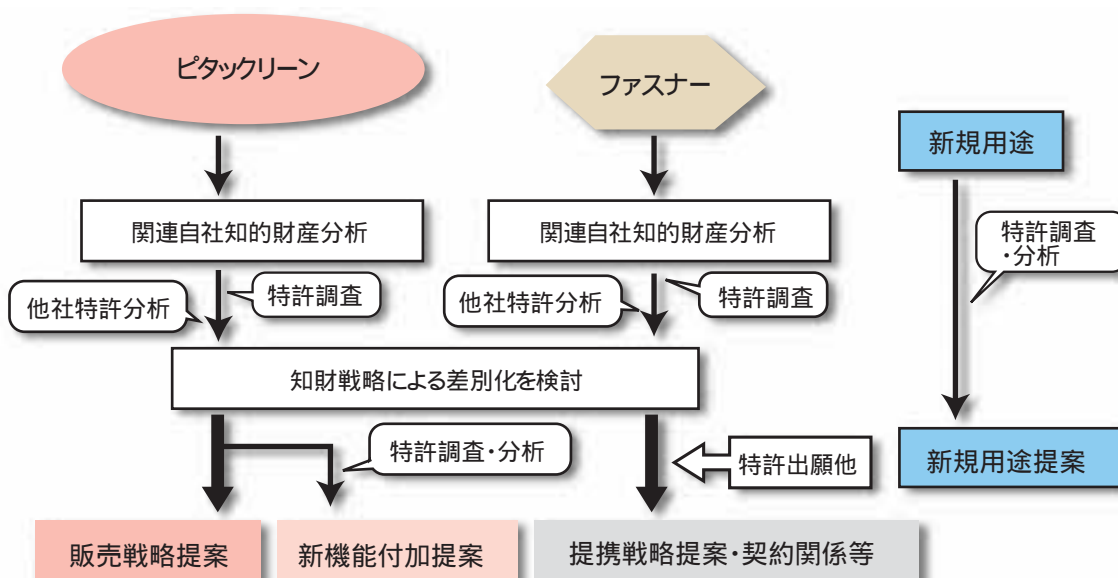 ピタックリーン
ファスナー
新規用途
関連自社知的財産分析
関連自社知的財産分析
特許調査
・分析
他社特許分析
特許調査
他社特許分析
特許調査
知財戦略による差別化を検討
特許調査・分析
特許出願他
新規用途提案
販売戦略提案
新機能付加提案
提携戦略提案・契約関係等